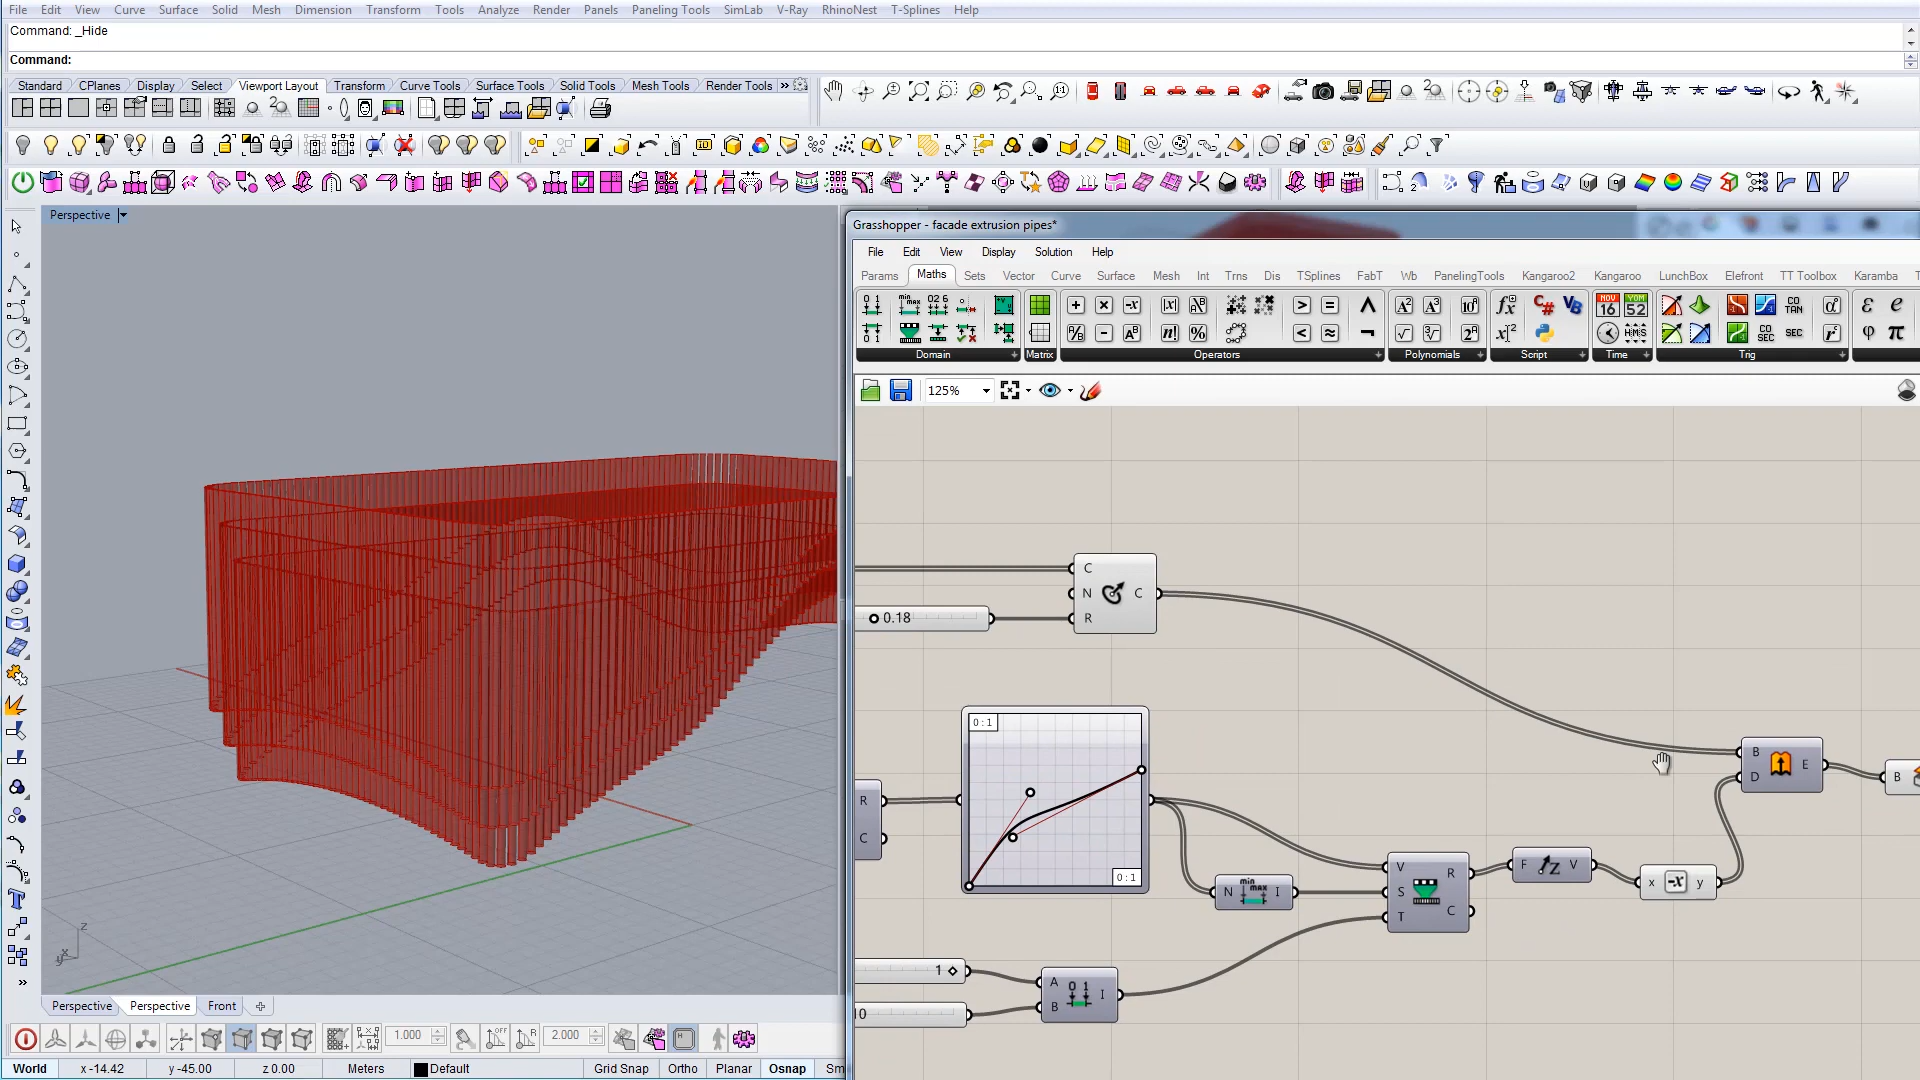 File Edit View Curve Surface Solid Mesh Dimension Transform Tools Analyze Render Panels Paneling Tools SimLab V-Ray RhinoNest T-Splines Help
Command: _Hide
Command:
Standard CPlanes Display Select Viewport Layout Transform Curve Tools Surface Tools Solid Tools Mesh Tools Render Tools »
Perspective
Grasshopper - facade extrusion pipes*
File Edit View Display Solution Help
Params Maths Sets Vector Curve Surface Mesh Int Trns Dis TSplines FabT Wb PanelingTools Kangaroo2 Kangaroo LunchBox Elefront TT Toolbox Karamba
Domain Matrix Operators Polynomials Script Time Trig
125%
C
N C
R
0.18
0:1
0:1
R
C
B
D
E
B
V
S
T
R
C
F V
x -x y
N min max I
1
A
B
0 1
I
0
z
x
y
Perspective Perspective Front
1.000 2.000
World x -14.42 y -45.00 z 0.00 Meters Default Grid Snap Ortho Planar Osnap Sm